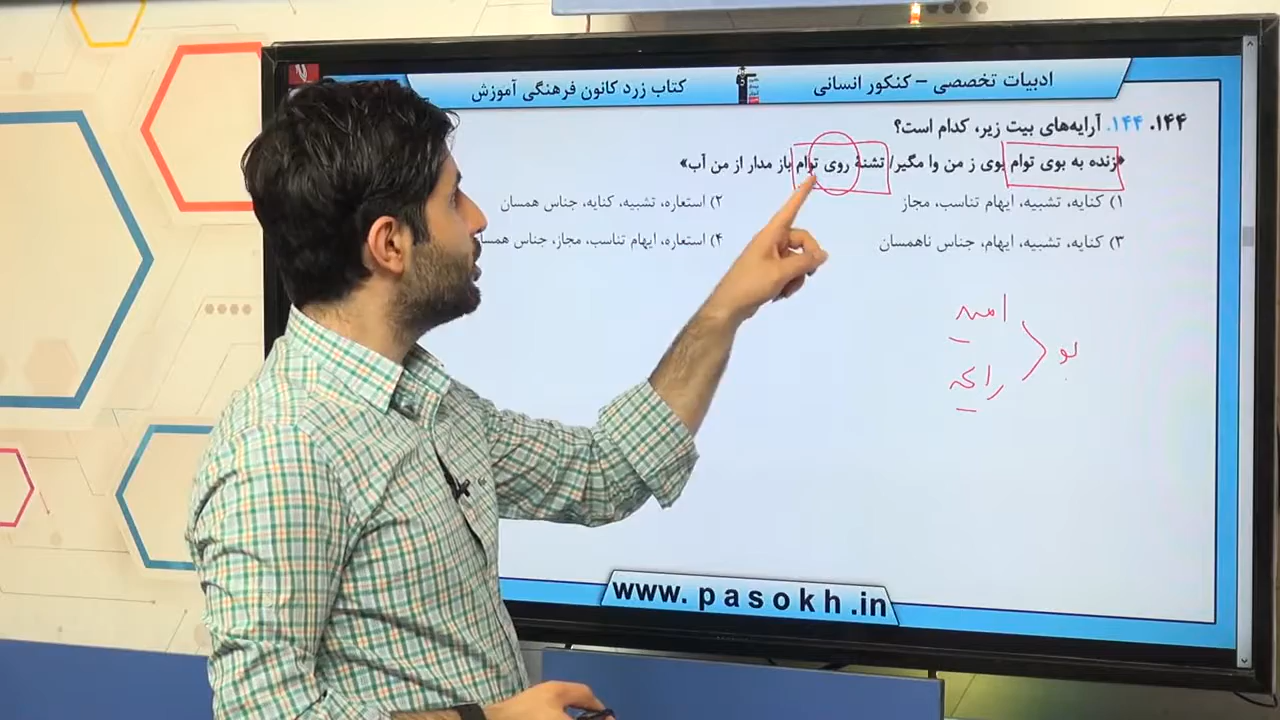 ادبیات تخصصی – کنکور انسانی
کتاب زرد کانون فرهنگی آموزش
۱۴۴. ۱۴۴. آرایه‌های بیت زیر، کدام است؟
«زنده به بوی توام بوی ز من وا مگیر/ تشنهٔ روی توام باز مدار از من آب»
۱) کنایه، تشبیه، ایهام تناسب، مجاز
۲) استعاره، تشبیه، کنایه، جناس همسان
۳) کنایه، تشبیه، ایهام، جناس ناهمسان
۴) استعاره، ایهام تناسب، مجاز، جناس همسا
امید
بو
رایحه
www.pasokh.in